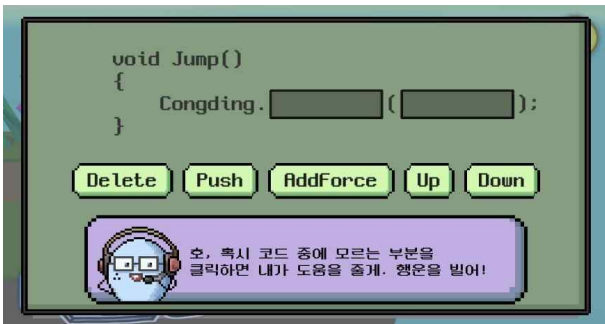 void Jump()
{
Congding.( );
}
Delete Push AddForce Up Down
호, 혹시 코드 중에 모르는 부분을
클릭하면 내가 도움을 줄게. 행운을 빌어!